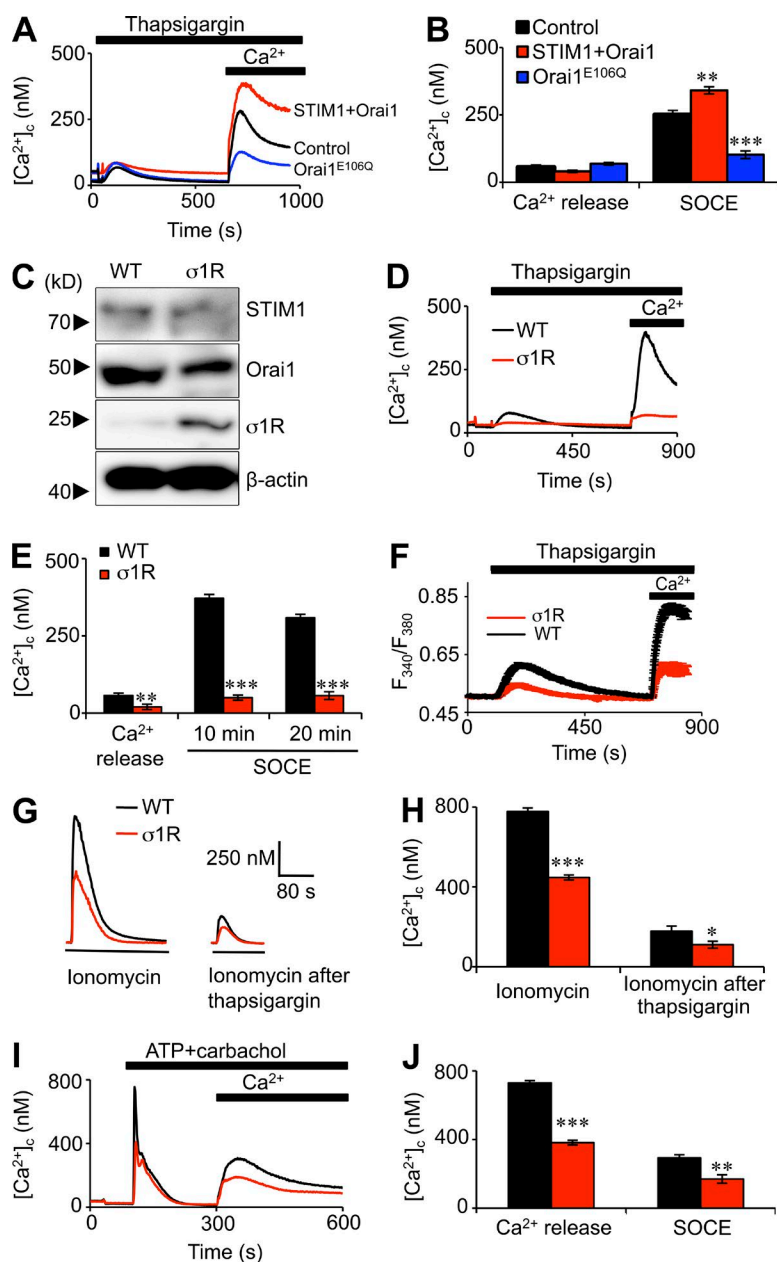 A
Thapsigargin
Ca²⁺
500
250
0
[Ca²⁺]c (nM)
STIM1+Orai1
Control
Orai1E106Q
0
500
1000
Time (s)
B
Control
STIM1+Orai1
Orai1E106Q
500
250
0
[Ca²⁺]c (nM)
**
***
Ca²⁺ release
SOCE
C
(kD)
WT
σ1R
70
STIM1
50
Orai1
25
σ1R
40
β-actin
D
Thapsigargin
Ca²⁺
500
250
0
[Ca²⁺]c (nM)
WT
σ1R
0
450
900
Time (s)
E
WT
σ1R
500
250
0
[Ca²⁺]c (nM)
**
***
***
Ca²⁺
release
10 min
20 min
SOCE
F
Thapsigargin
Ca²⁺
0.85
0.65
0.45
F340/F380
σ1R
WT
0
450
900
Time (s)
G
WT
σ1R
250 nM
80 s
Ionomycin
Ionomycin after
thapsigargin
H
800
400
0
[Ca²⁺]c (nM)
***
*
Ionomycin
Ionomycin after
thapsigargin
I
ATP+carbachol
Ca²⁺
800
400
0
[Ca²⁺]c (nM)
0
300
600
Time (s)
J
800
400
0
[Ca²⁺]c (nM)
***
**
Ca²⁺ release
SOCE